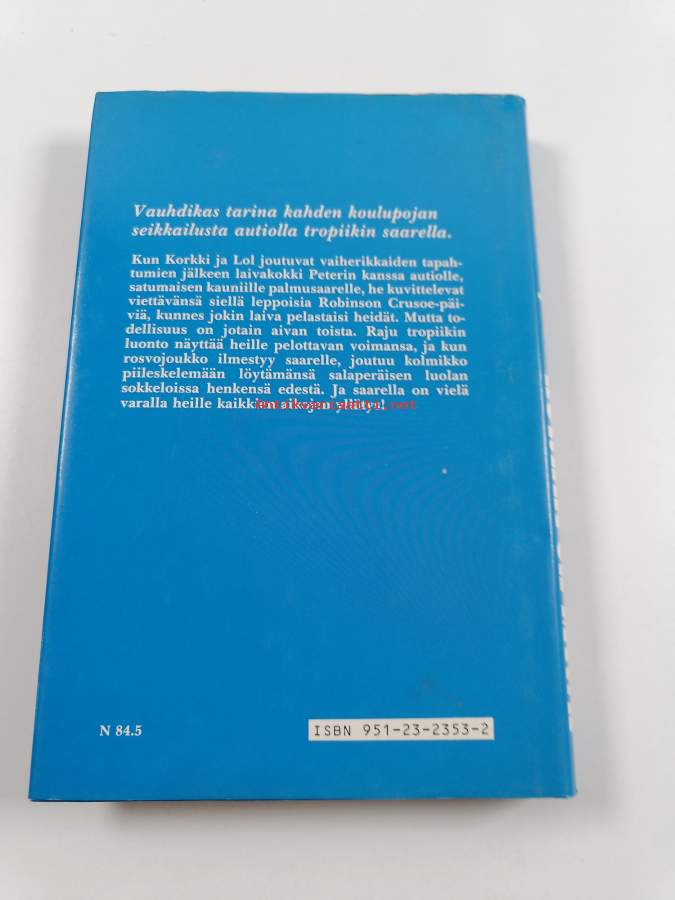 Vauhdikas tarina kahden koulupojan
seikkailusta autiolla tropiikin saarella.
Kun Korkki ja Lol joutuvat vaiherikkaiden tapah-
tumien jälkeen laivakokki Peterin kanssa autiolle,
satumaisen kauniille palmusaarelle, he kuvittelevat
viettävänsä siellä leppoisia Robinson Crusoe-päi-
viä, kunnes jokin laiva pelastaisi heidät. Mutta to-
dellisuus on jotain aivan toista. Raju tropiikin
luonto näyttää heille pelottavan voimansa, ja kun
rosvojoukko ilmestyy saarelle, joutuu kolmikko
piileskelemään löytämänsä salaperäisen luolan
sokkeloissa henkensä edestä. Ja saarella on vielä
varalla heille kaikkien aikojen yllätys!
N 84.5
ISBN 951-23-2353-2